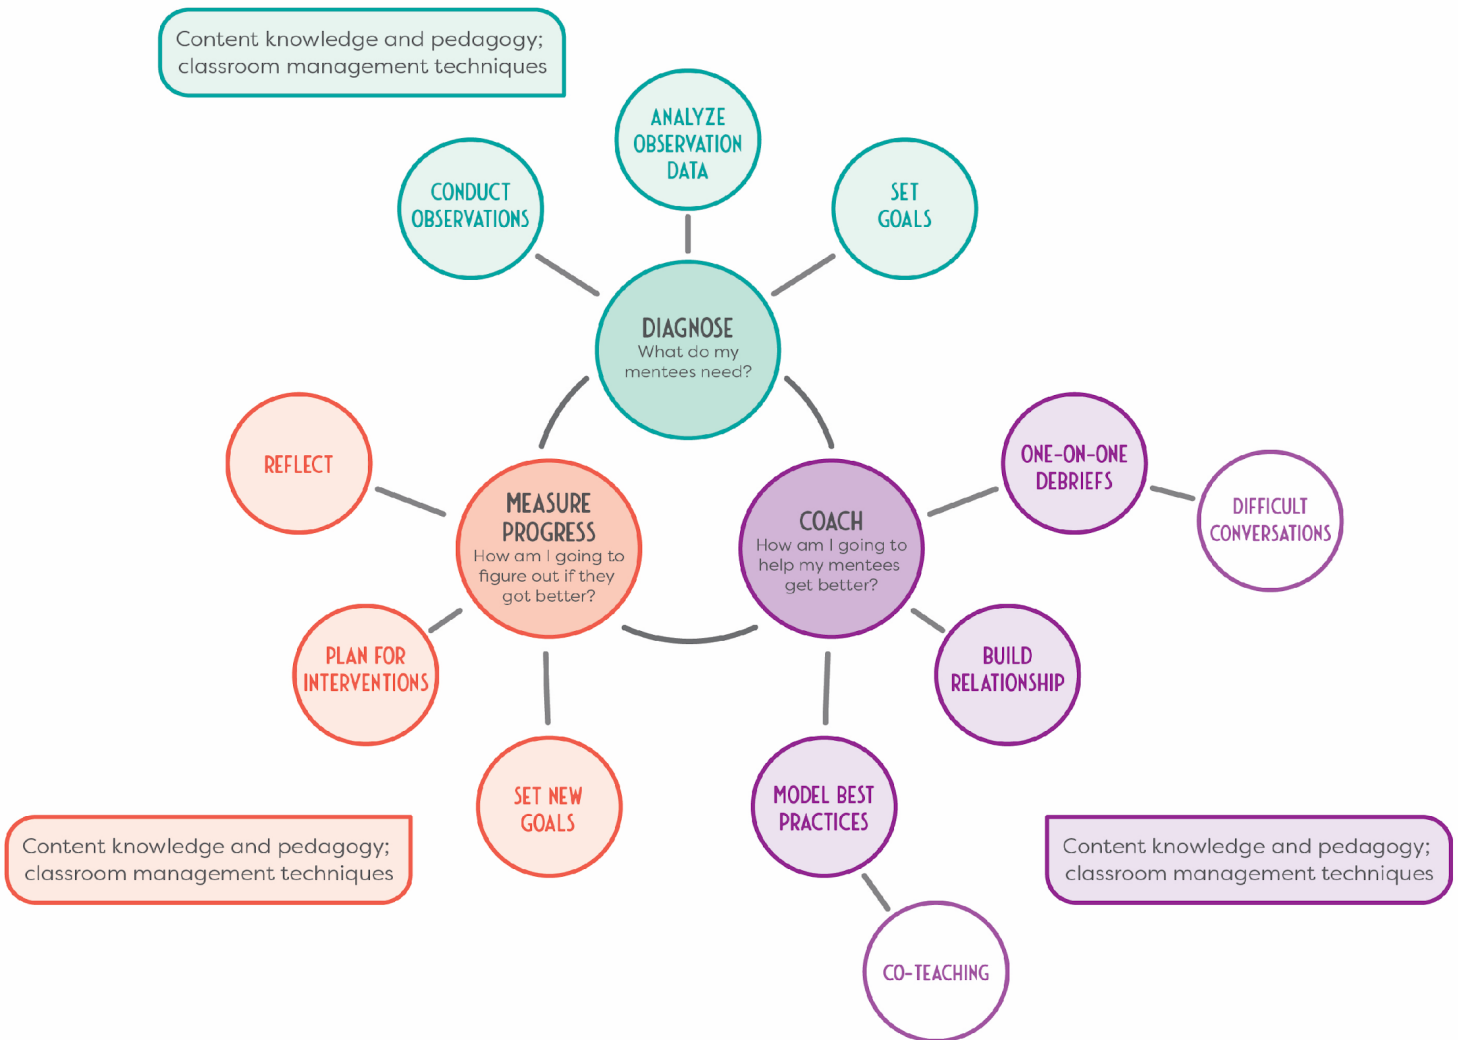 Content knowledge and pedagogy;
classroom management techniques
ANALYZE
OBSERVATION
DATA
CONDUCT
OBSERVATIONS
SET
GOALS
DIAGNOSE
What do my
mentees need?
REFLECT
MEASURE
PROGRESS
How am I going to
figure out if they
got better?
COACH
How am I going to
help my mentees
get better?
ONE-ON-ONE
DEBRIEFS
DIFFICULT
CONVERSATIONS
PLAN FOR
INTERVENTIONS
BUILD
RELATIONSHIP
SET NEW
GOALS
MODEL BEST
PRACTICES
Content knowledge and pedagogy;
classroom management techniques
Content knowledge and pedagogy;
classroom management techniques
CO-TEACHING